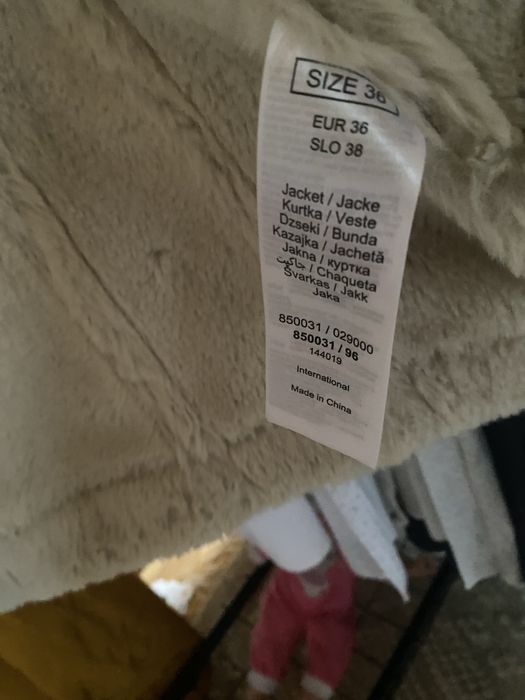 SIZE 36
EUR 36
SLO 38
Jacket / Jacke
Kurtka / Veste
Dzseki / Bunda
Kazajka / Jachetă
Jakna / куртка
جاكيت / Chaqueta
Švarkas / Jakk
Jaka
850031 / 029000
850031 / 96
144019
International
Made in China